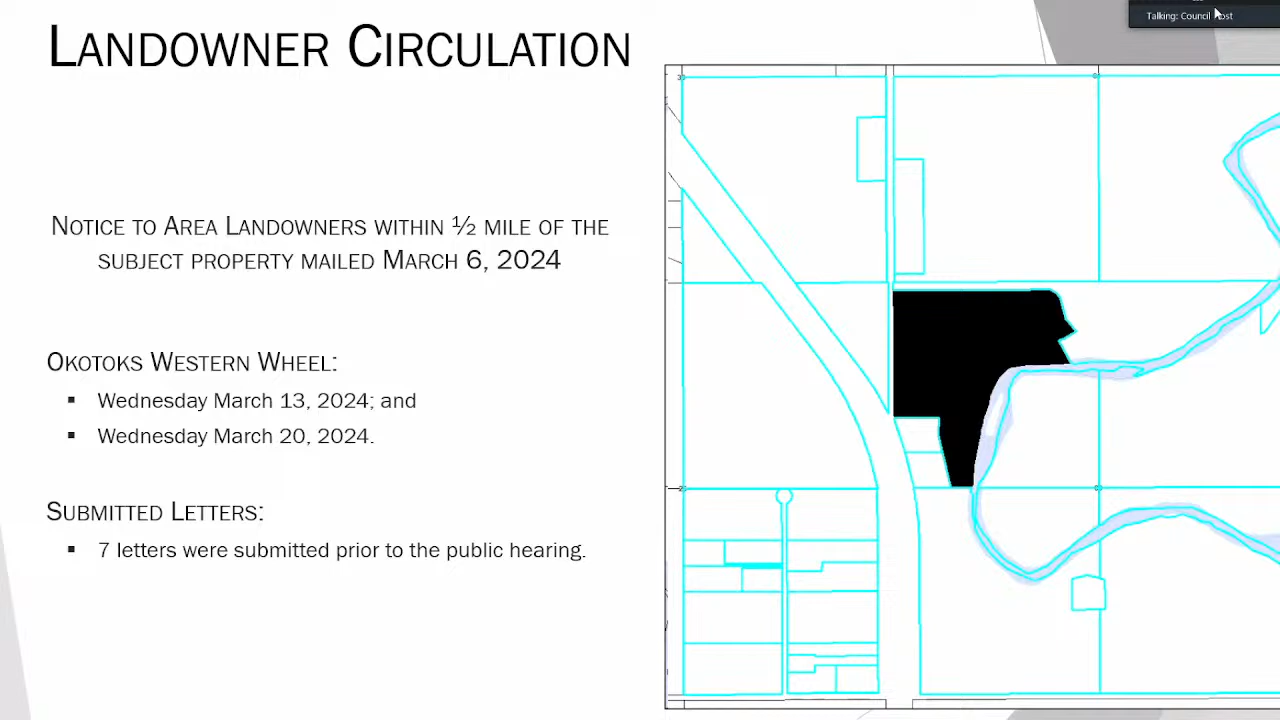 LANDOWNER CIRCULATION
Talking: Council
NOTICE TO AREA LANDOWNERS WITHIN ½ MILE OF THE
SUBJECT PROPERTY MAILED MARCH 6, 2024
OKOTOKS WESTERN WHEEL:
▪ Wednesday March 13, 2024; and
▪ Wednesday March 20, 2024.
SUBMITTED LETTERS:
▪ 7 letters were submitted prior to the public hearing.